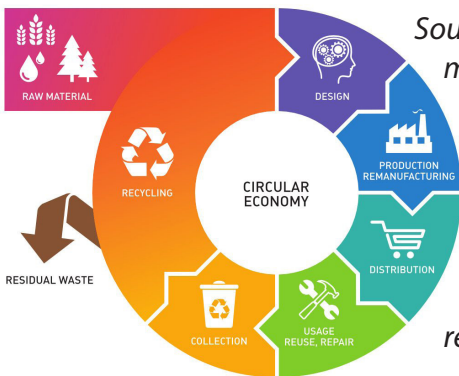 Sou
m
RAW MATERIAL
DESIGN
PRODUCTION
REMANUFACTURING
RECYCLING
CIRCULAR
ECONOMY
DISTRIBUTION
RESIDUAL WASTE
USAGE
REUSE, REPAIR
COLLECTION
re